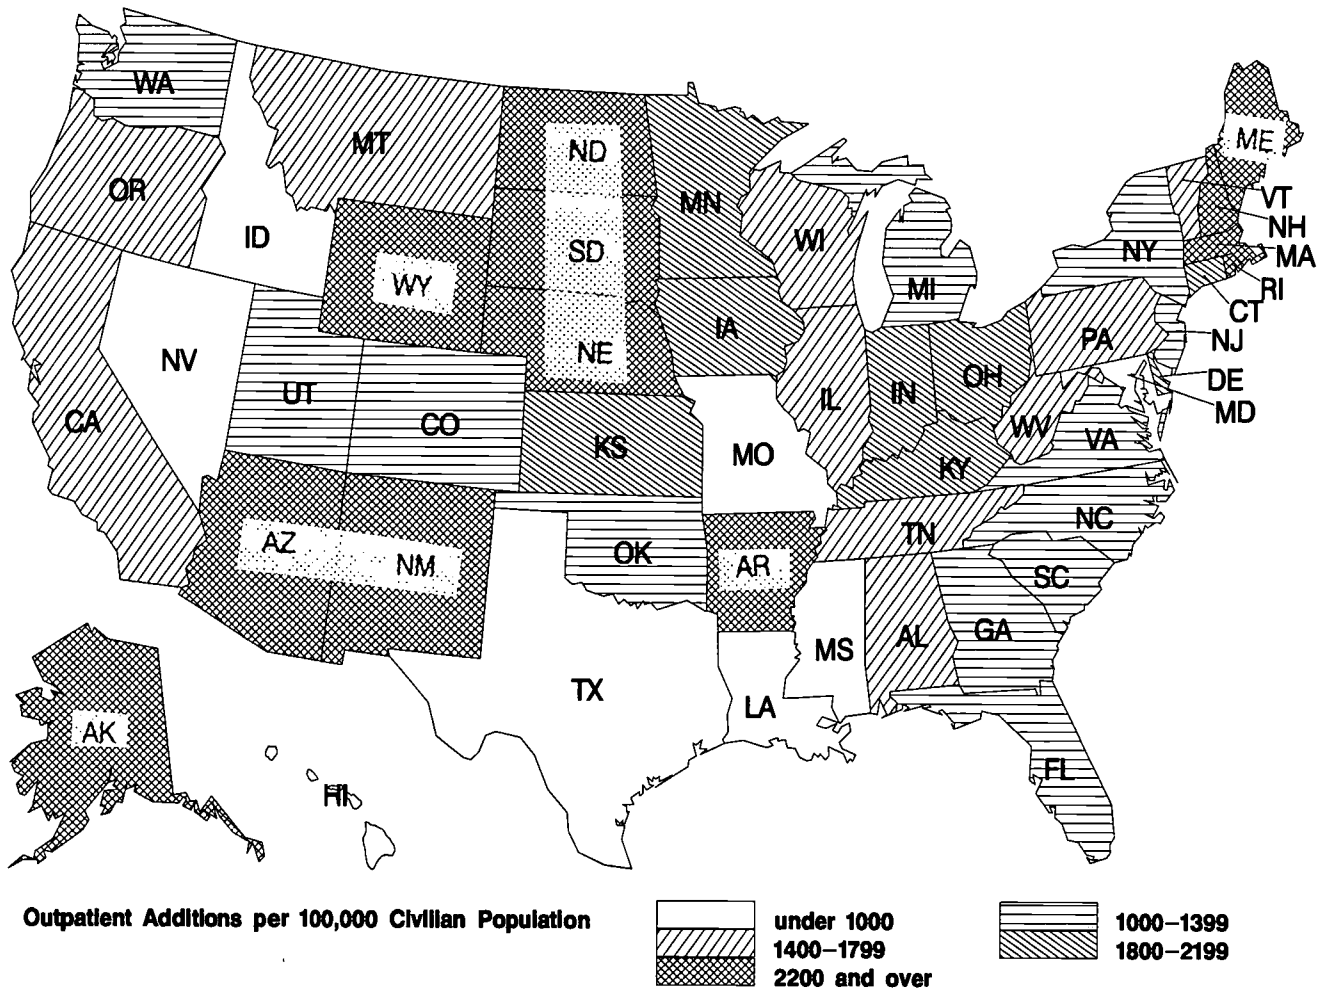 WA
MT
ND
ME
OR
MN
VT
ID
WI
NH
SD
NY
MA
WY
MI
RI
CT
IA
NV
NE
PA
NJ
UT
OH
DE
CA
CO
IL
IN
MD
WV
VA
KS
MO
KY
NC
AZ
OK
TN
NM
AR
SC
GA
AL
MS
TX
LA
AK
FL
HI
Outpatient Additions per 100,000 Civilian Population
under 1000
1000–1399
1400–1799
1800–2199
2200 and over